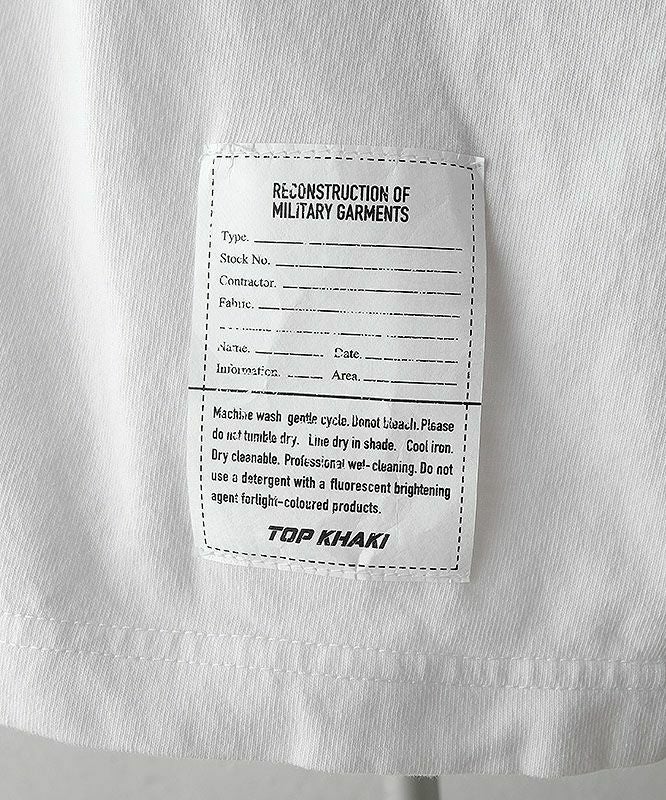 RECONSTRUCTION OF
MILITARY GARMENTS
Type.
Stock No.
Contractor.
Fabric.
Name. Date.
Information. Area.
Machine wash gentle cycle. Donot bleach. Please
do not tumble dry. Line dry in shade. Cool iron.
Dry cleanable. Professional wet-cleaning. Do not
use a detergent with a fluorescent brightening
agent forlight-coloured products.
TOP KHAKI